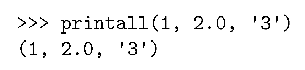 >>> printall(1, 2.0, '3')
(1, 2.0, '3')